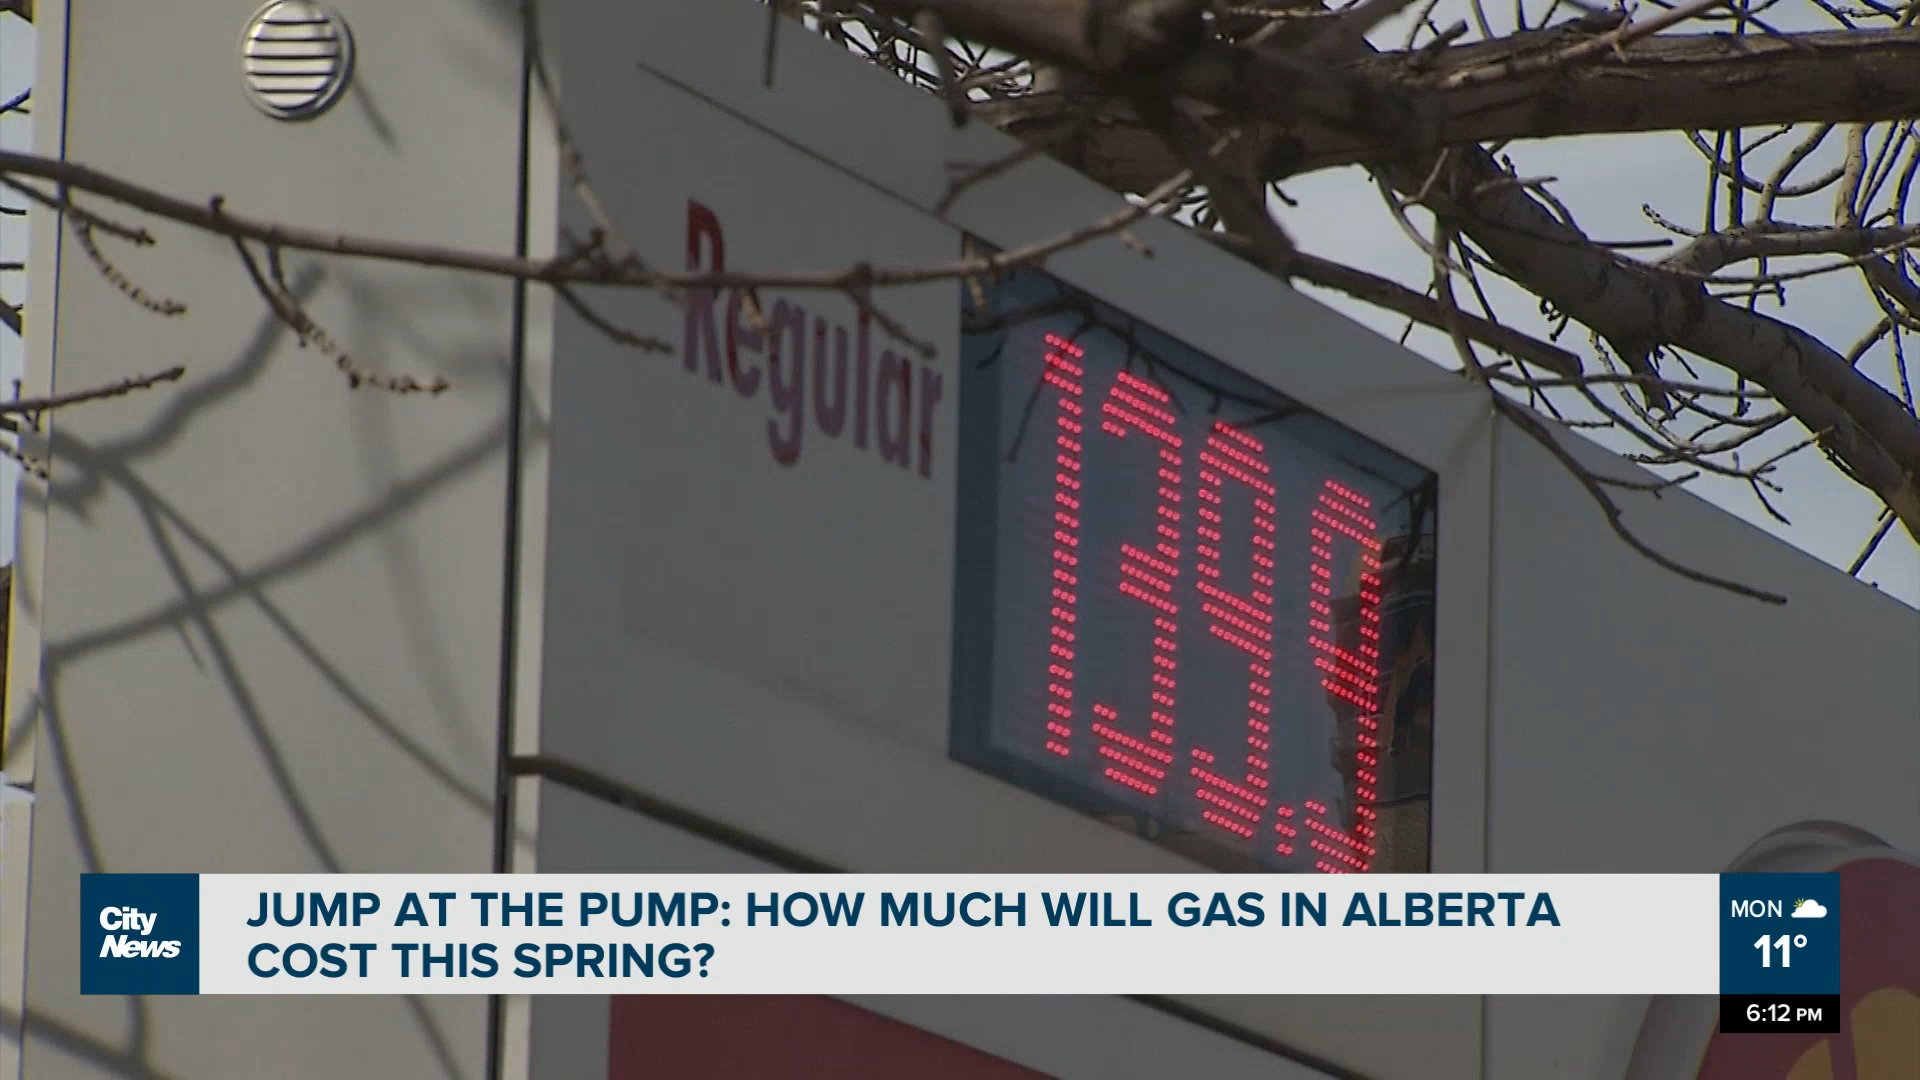 Regular
139.9
City
News
JUMP AT THE PUMP: HOW MUCH WILL GAS IN ALBERTA
COST THIS SPRING?
MON
11°
6:12 PM